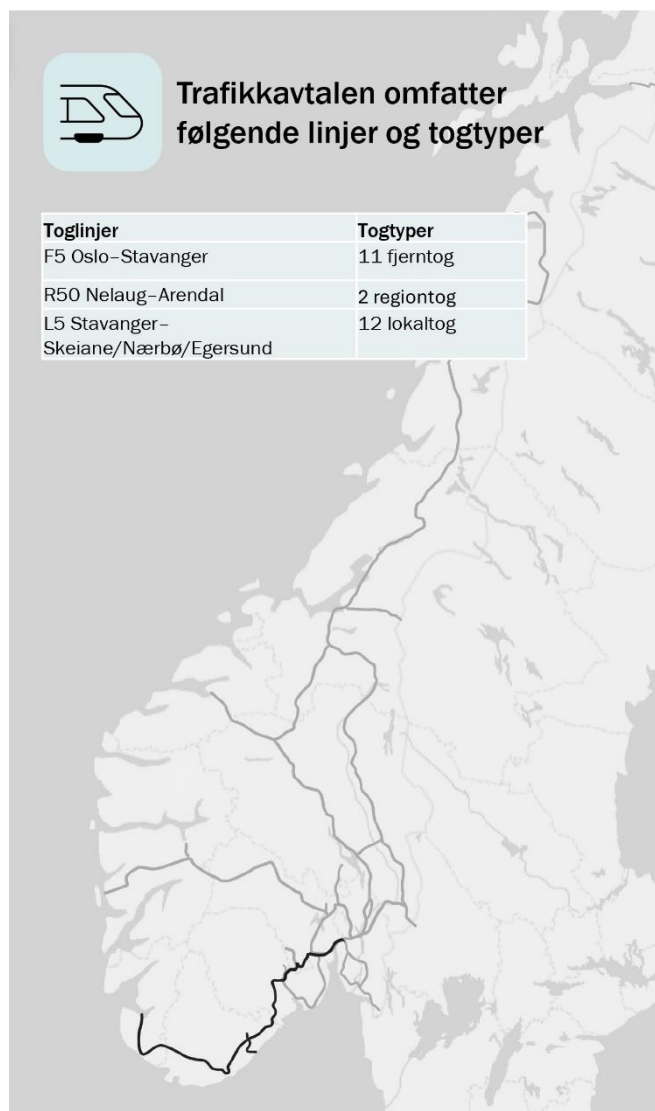 Trafikkavtalen omfatter
følgende linjer og togtyper
Toglinjer Togtyper
F5 Oslo–Stavanger 11 fjerntog
R50 Nelaug–Arendal 2 regiontog
L5 Stavanger– 12 lokaltog
Skeiane/Nærbø/Egersund